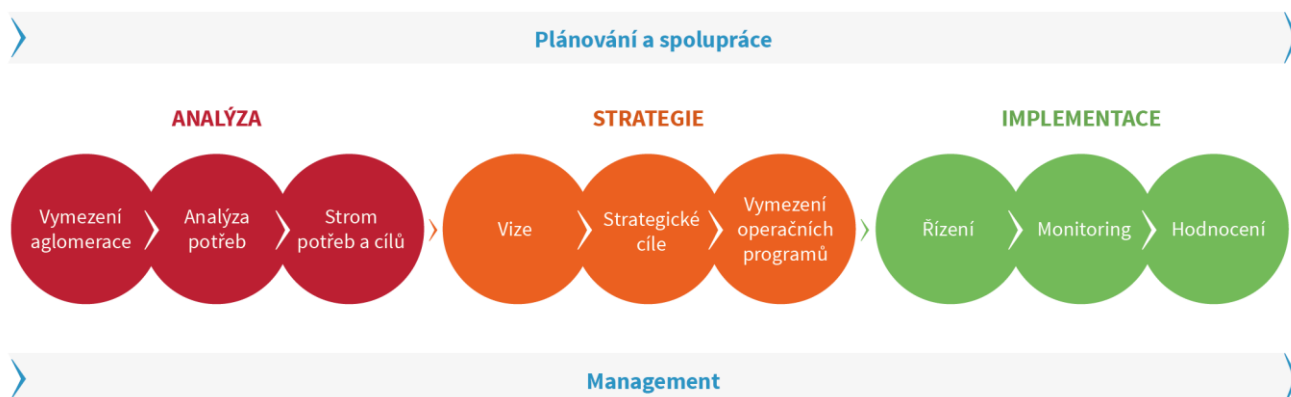 Plánování a spolupráce
ANALÝZA
STRATEGIE
IMPLEMENTACE
Vymezení
aglomerace
Analýza
potřeb
Strom
potřeb a cílů
Vize
Strategické
cíle
Vymezení
operačních
programů
Řízení
Monitoring
Hodnocení
Management